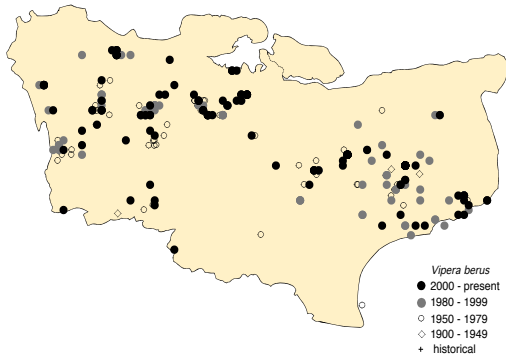 Vipera berus
2000 - present
1980 - 1999
1950 - 1979
1900 - 1949
historical